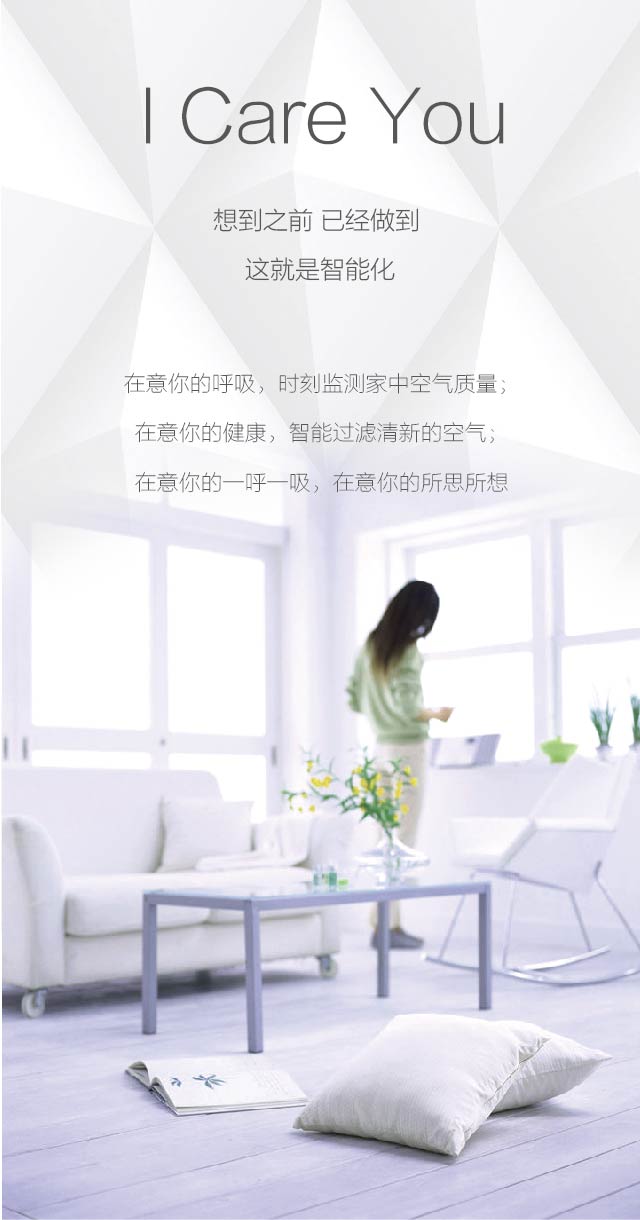 I Care You
想到之前 已经做到
这就是智能化
在意你的呼吸，时刻监测家中空气质量；
在意你的健康，智能过滤清新的空气；
在意你的一呼一吸，在意你的所思所想